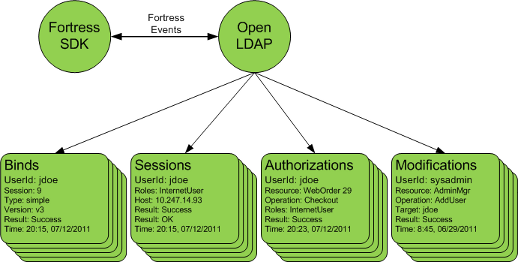 Fortress
SDK
Fortress
Events
Open
LDAP
Binds
UserId: jdoe
Session: 9
Type: simple
Version: v3
Result: Success
Time: 20:15, 07/12/2011
Sessions
UserId: jdoe
Roles: InternetUser
Host: 10.247.14.93
Result: Success
Result: OK
Time: 20:15, 07/12/2011
Authorizations
UserId: jdoe
Resource: WebOrder 29
Operation: Checkout
Roles: InternetUser
Result: Success
Time: 20:23, 07/12/2011
Modifications
UserId: sysadmin
Resource: AdminMgr
Operation: AddUser
Target: jdoe
Result: Success
Time: 8:45, 06/29/2011